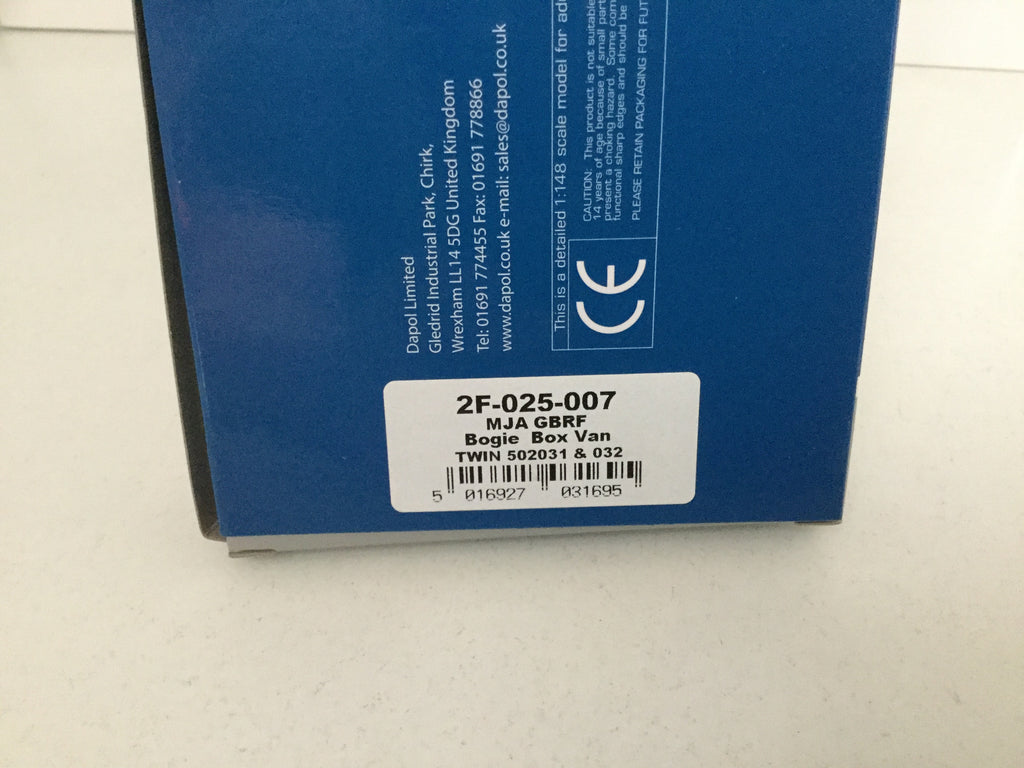 Dapol Limited
Gledrid Industrial Park, Chirk,
Wrexham LL14 5DG United Kingdom
Tel: 01691 774455 Fax: 01691 778866
www.dapol.co.uk e-mail: sales@dapol.co.uk
This is a detailed 1:148 scale model for
CAUTION: This product is not suitable
14 years of age because of small
present a choking hazard. Some
functional sharp edges and should be
PLEASE RETAIN PACKAGING FOR
CE
2F-025-007
MJA GBRF
Bogie Box Van
TWIN 502031 & 032
5 016927 031695